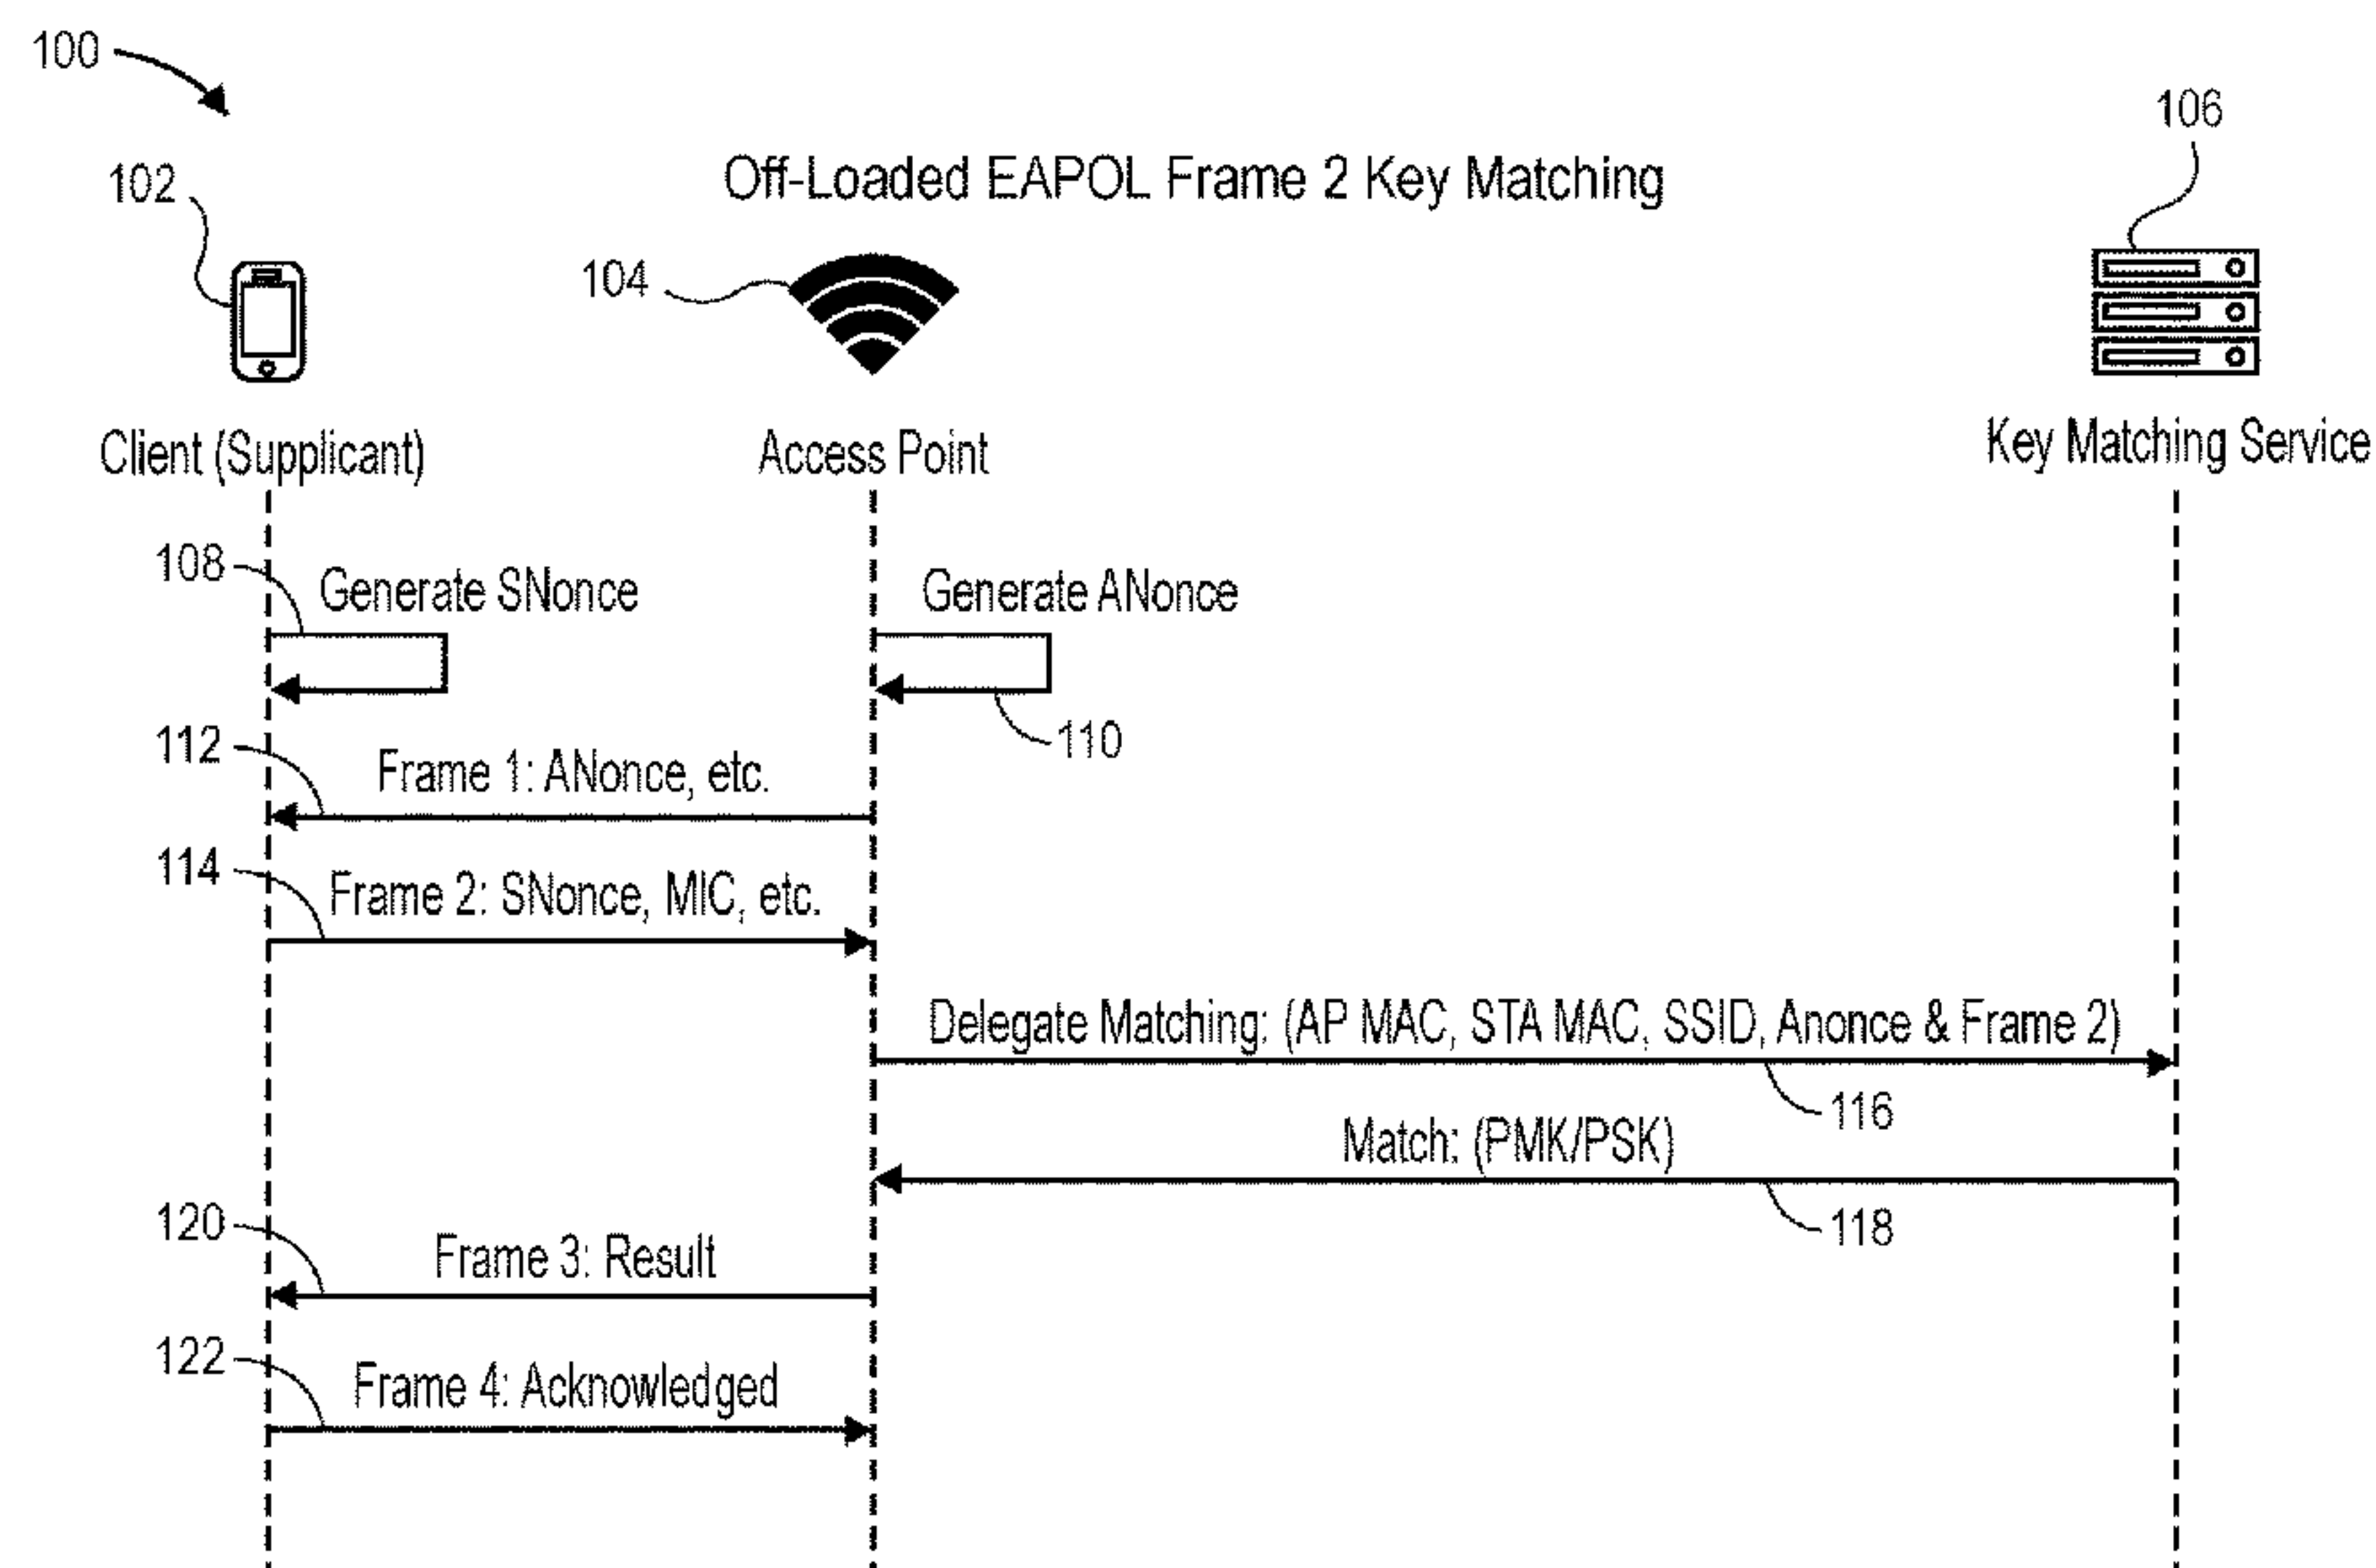 100
106
102
Off-Loaded EAPOL Frame 2 Key Matching
104
Client (Supplicant)
Access Point
Key Matching Service
108
Generate SNonce
Generate ANonce
110
112
Frame 1: ANonce, etc.
114
Frame 2: SNonce, MIC, etc.
Delegate Matching: (AP MAC, STA MAC, SSID, Anonce & Frame 2)
116
Match: (PMK/PSK)
118
120
Frame 3: Result
122
Frame 4: Acknowledged